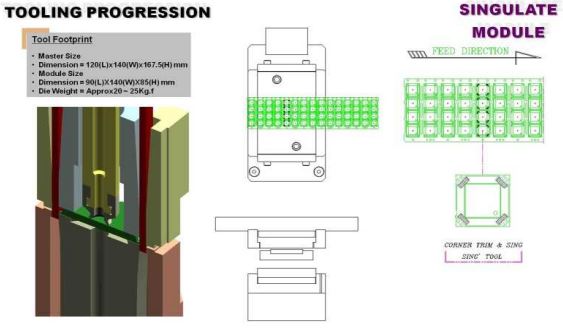 TOOLING PROGRESSION
SINGULATE
MODULE
Tool Footprint
• Master Size
• Dimension = 120(L)x140(W)x167.5(H) mm
• Module Size
• Dimension = 90(L)X140(W)X85(H) mm
• Die Weight = Approx20 ~ 25Kg.f
FEED DIRECTION
CORNER TRIM & SING
SING' TOOL